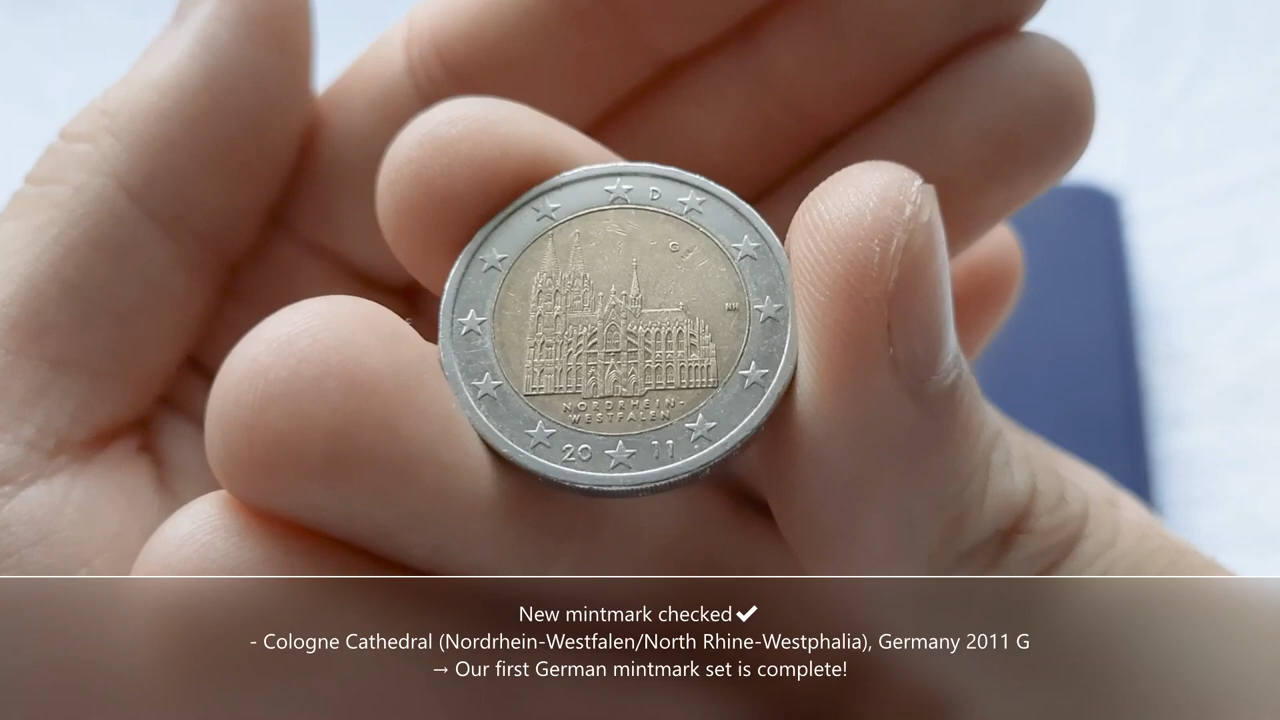 D
G
NORDRHEIN-
WESTFALEN
20 11
New mintmark checked✔
- Cologne Cathedral (Nordrhein-Westfalen/North Rhine-Westphalia), Germany 2011 G
→ Our first German mintmark set is complete!